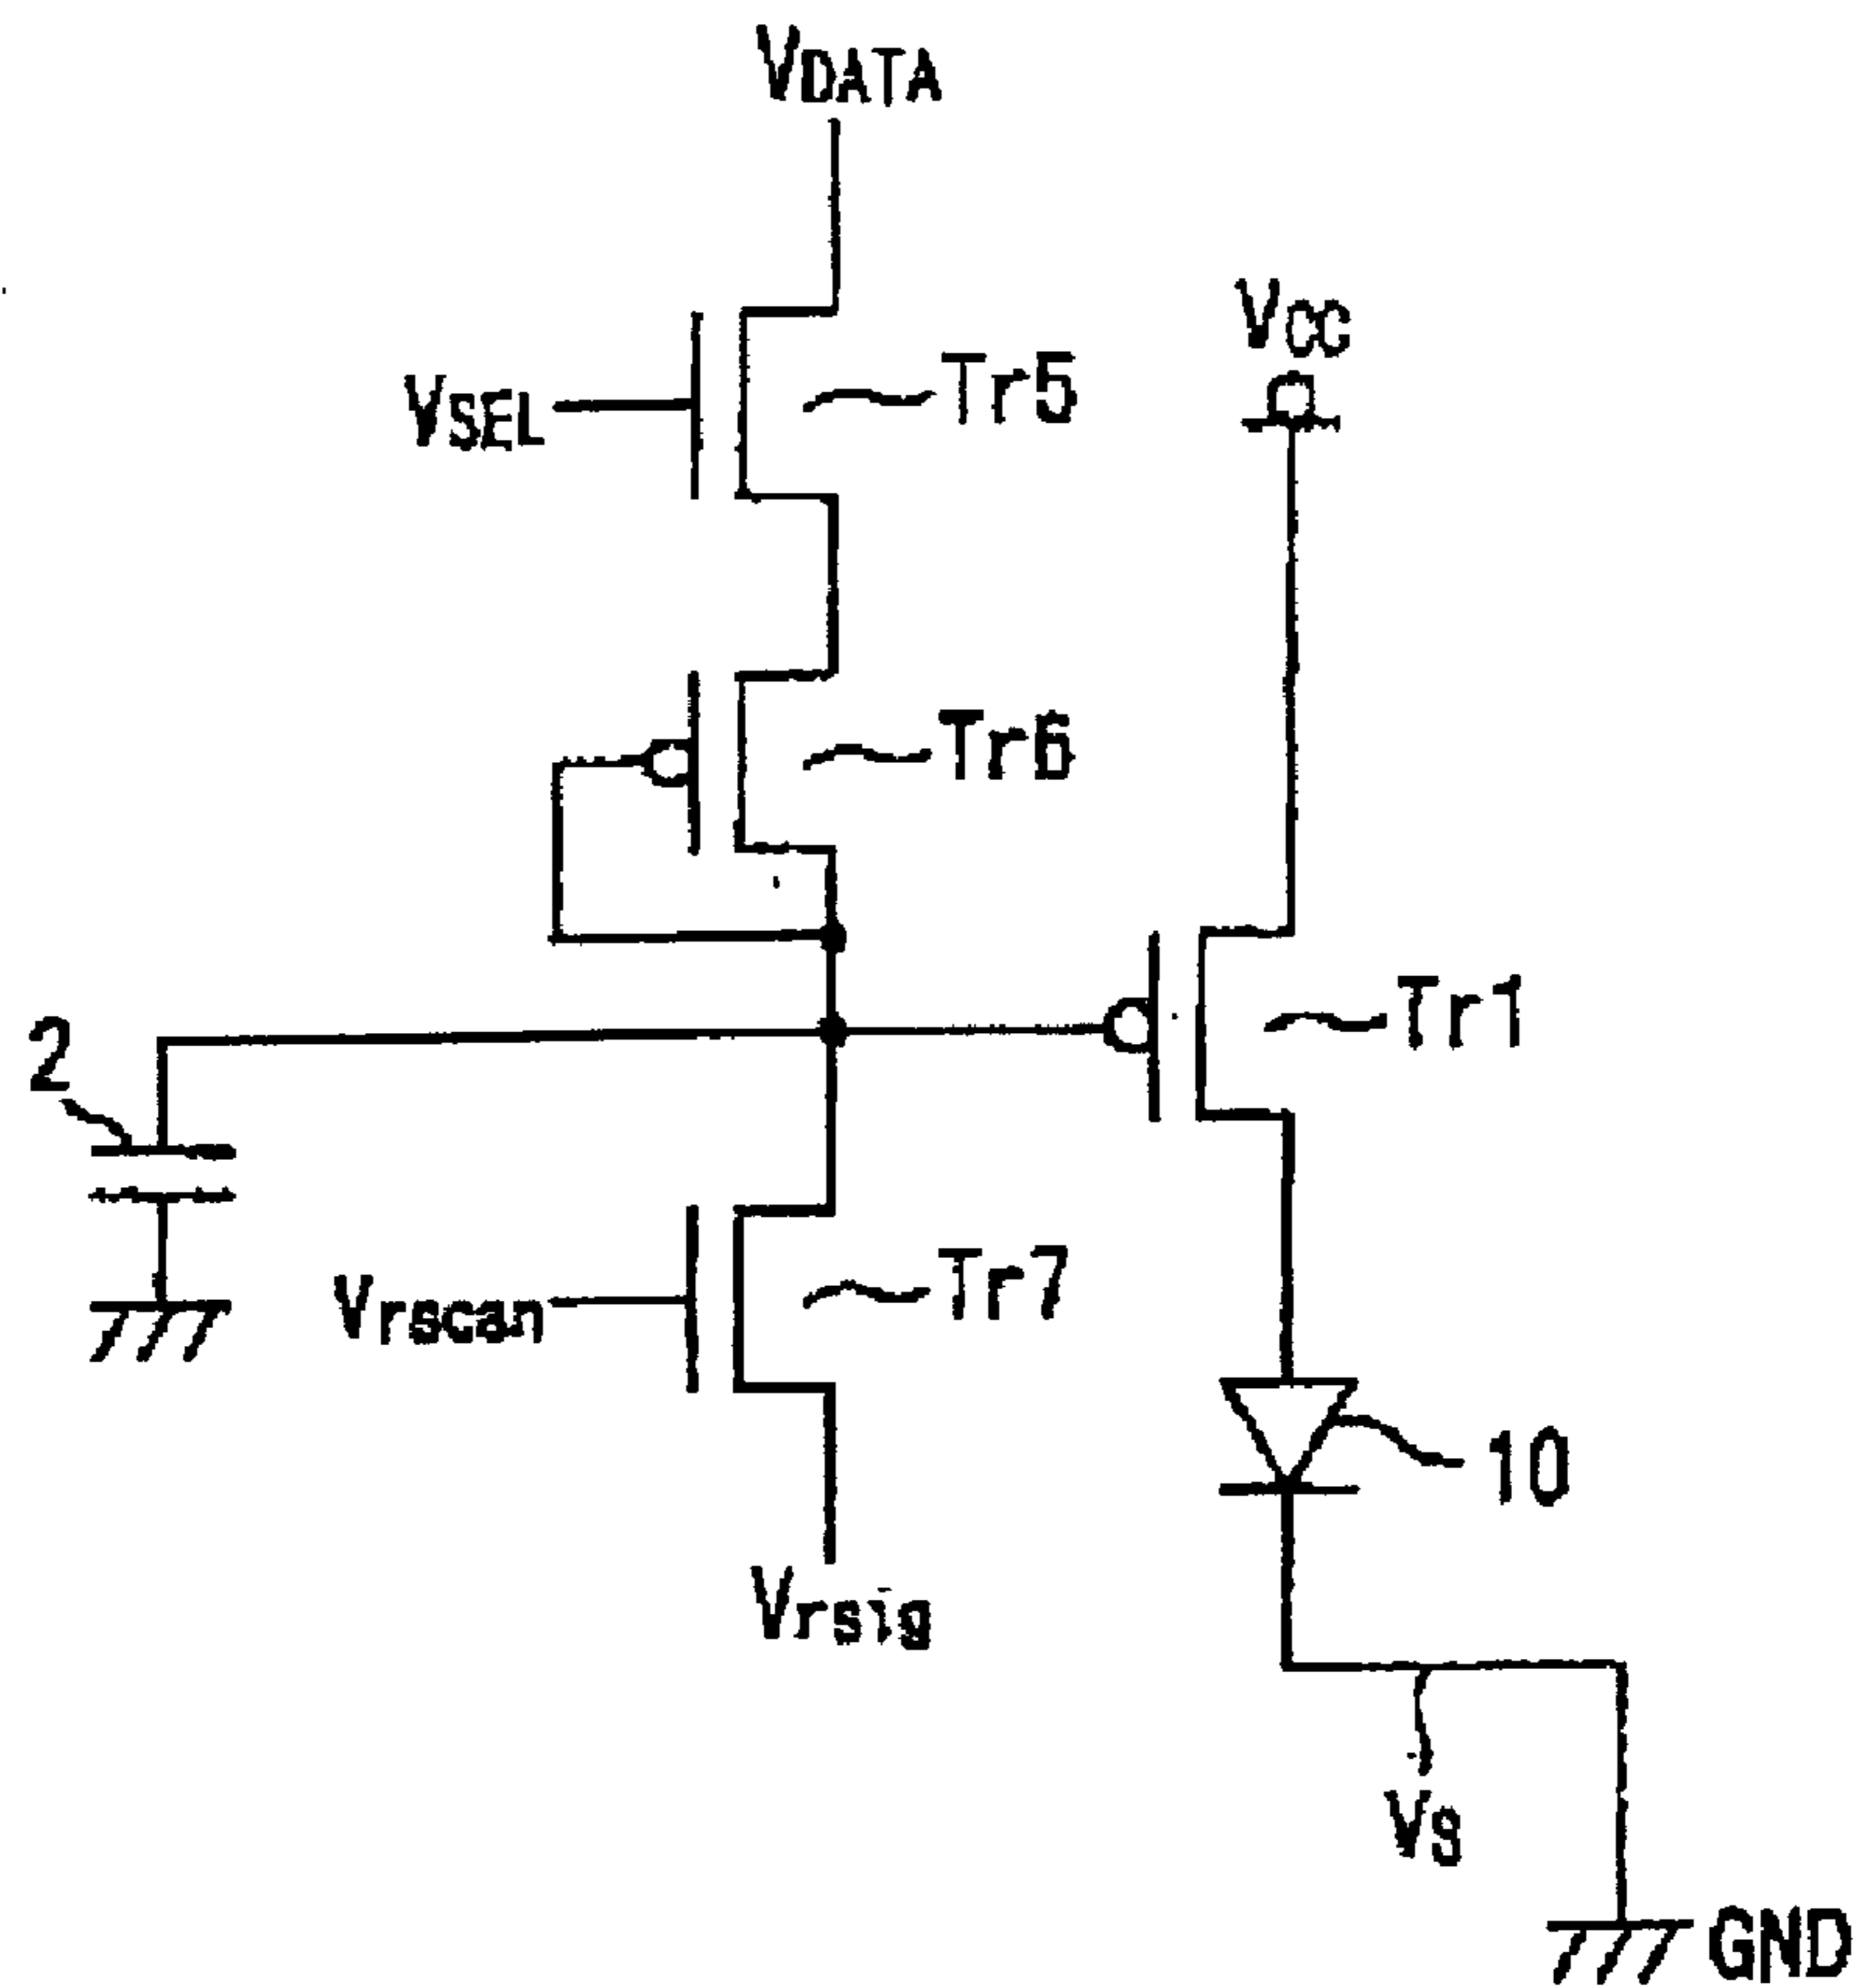 VDATA
VCC
VSEL
Tr5
Tr6
Tr1
2
Vrscan
Tr7
10
Vrsig
VS
GND